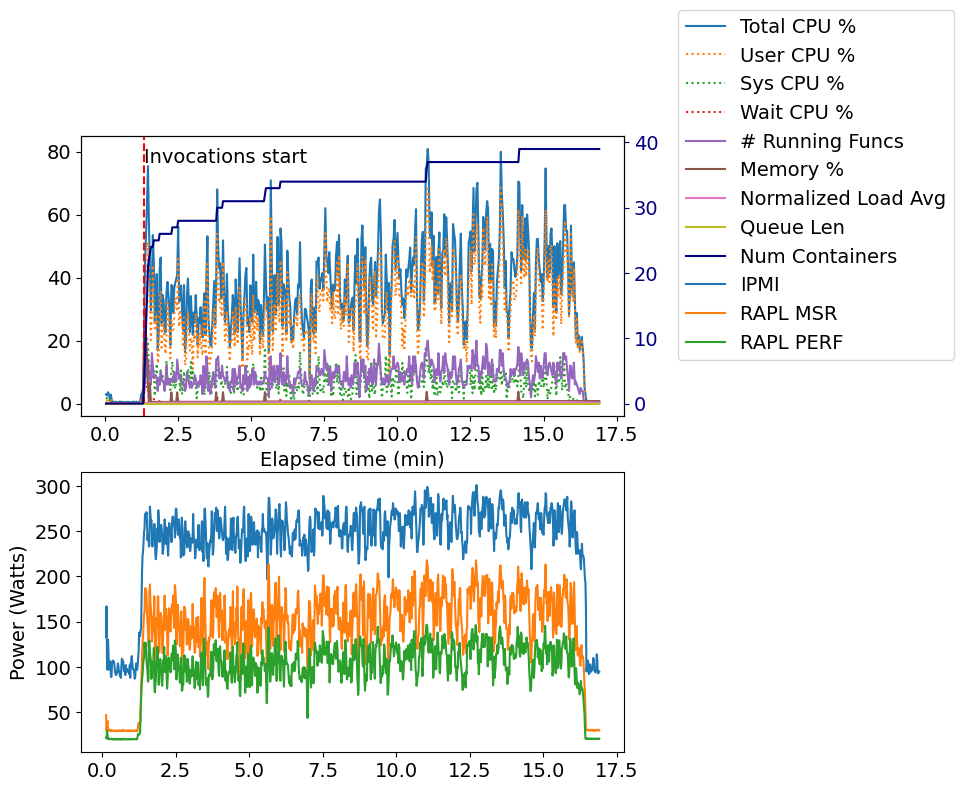 Total CPU %
User CPU %
Sys CPU %
Wait CPU %
# Running Funcs
Memory %
Normalized Load Avg
Queue Len
Num Containers
IPMI
RAPL MSR
RAPL PERF
Invocations start
80
60
40
20
0
40
30
20
10
0
0.0 2.5 5.0 7.5 10.0 12.5 15.0 17.5
Elapsed time (min)
Power (Watts)
300
250
200
150
100
50
0.0 2.5 5.0 7.5 10.0 12.5 15.0 17.5